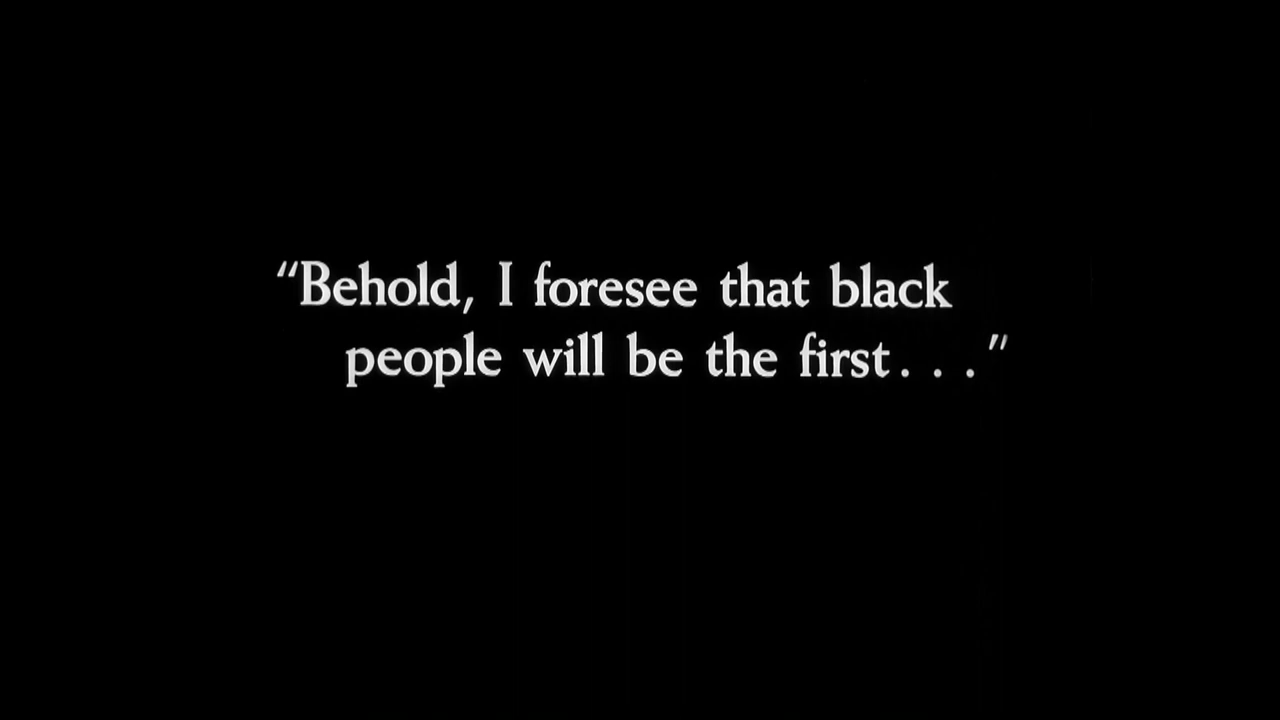 “Behold, I foresee that black
people will be the first. . .”